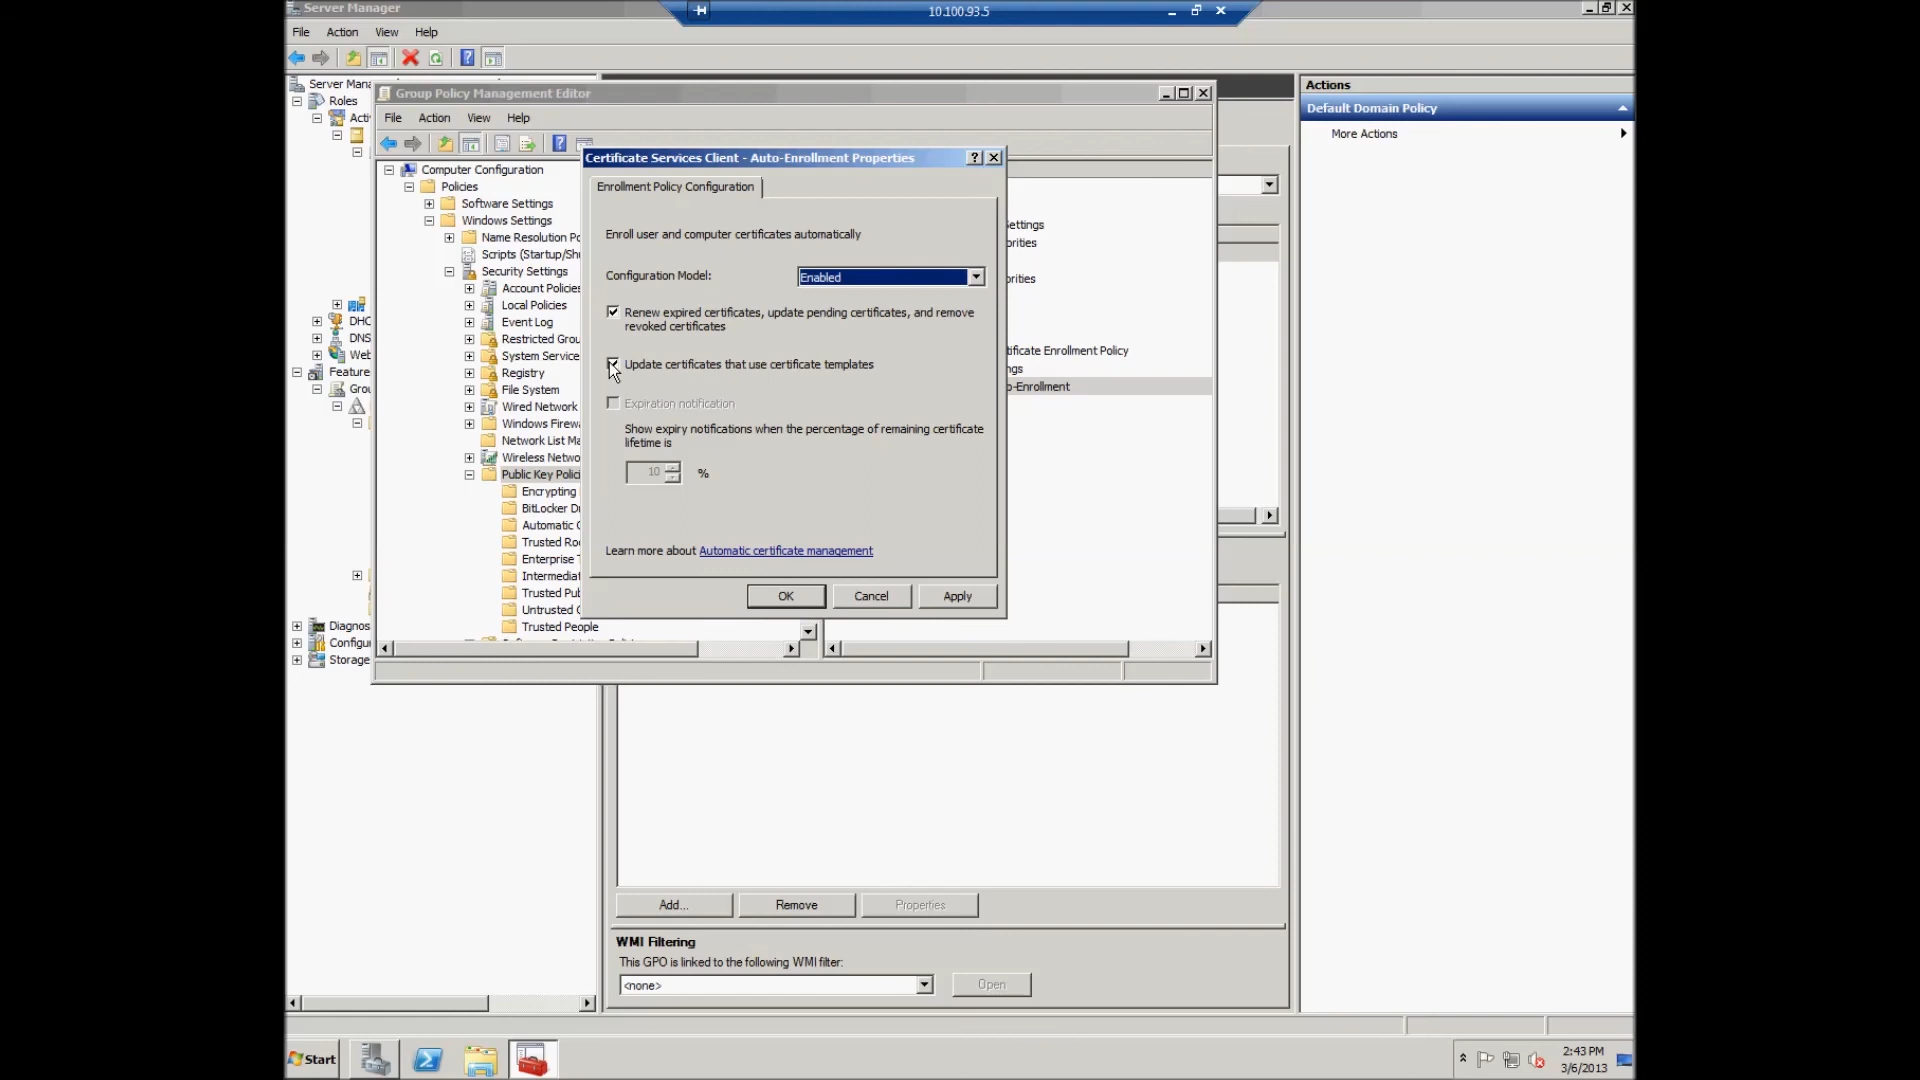 Server Manager
10.100.93.5
File Action View Help
Server Mana
Roles
Acti
DHC
DNS
Web
Feature
Grou
Diagnos
Configu
Storage
Group Policy Management Editor
File Action View Help
Computer Configuration
Policies
Software Settings
Windows Settings
Name Resolution Po
Scripts (Startup/Shu
Security Settings
Account Policies
Local Policies
Event Log
Restricted Grou
System Service
Registry
File System
Wired Network
Windows Firew
Network List Ma
Wireless Netwo
Public Key Polici
Encrypting
BitLocker Dr
Automatic C
Trusted Roo
Enterprise T
Intermediat
Trusted Pub
Untrusted C
Trusted People
Certificate Services Client - Auto-Enrollment Properties
Enrollment Policy Configuration
Enroll user and computer certificates automatically
Configuration Model:
Enabled
Renew expired certificates, update pending certificates, and remove
revoked certificates
Update certificates that use certificate templates
Expiration notification
Show expiry notifications when the percentage of remaining certificate
lifetime is
10 %
Learn more about Automatic certificate management
OK Cancel Apply
Settings
orities
orities
tificate Enrollment Policy
ngs
o-Enrollment
Add... Remove Properties
WMI Filtering
This GPO is linked to the following WMI filter:
<none> Open
Actions
Default Domain Policy
More Actions
Start
2:43 PM
3/6/2013